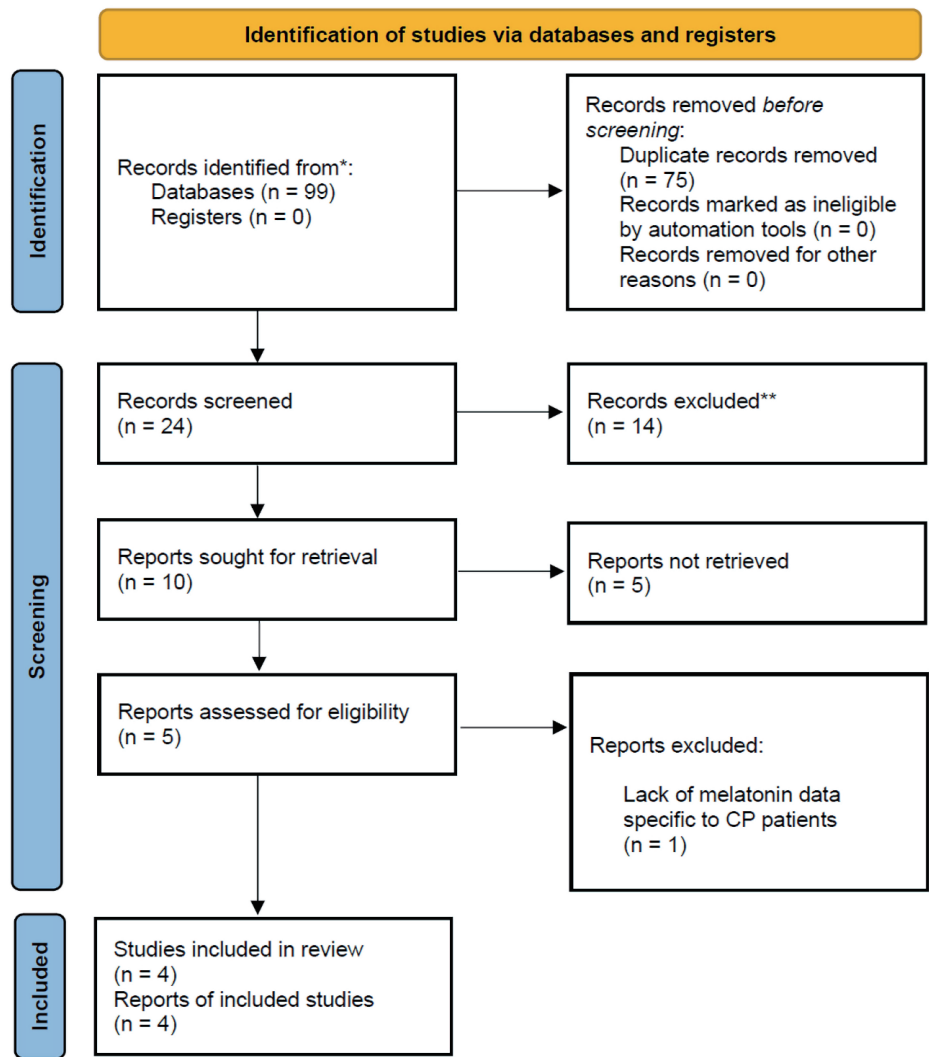 Identification of studies via databases and registers
Identification
Records identified from*:
Databases (n = 99)
Registers (n = 0)
Records removed before
screening:
Duplicate records removed
(n = 75)
Records marked as ineligible
by automation tools (n = 0)
Records removed for other
reasons (n = 0)
Screening
Records screened
(n = 24)
Records excluded**
(n = 14)
Reports sought for retrieval
(n = 10)
Reports not retrieved
(n = 5)
Reports assessed for eligibility
(n = 5)
Reports excluded:
Lack of melatonin data
specific to CP patients
(n = 1)
Included
Studies included in review
(n = 4)
Reports of included studies
(n = 4)